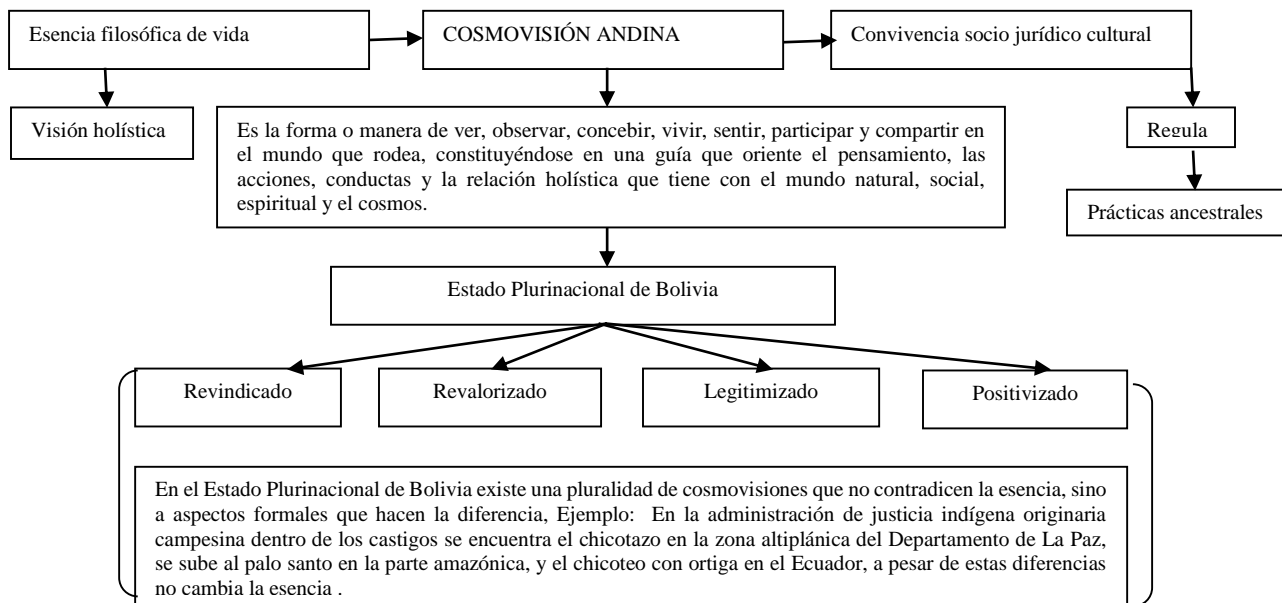 Esencia filosófica de vida
COSMOVISIÓN ANDINA
Convivencia socio jurídico cultural
Visión holística
Es la forma o manera de ver, observar, concebir, vivir, sentir, participar y compartir en
el mundo que rodea, constituyéndose en una guía que oriente el pensamiento, las
acciones, conductas y la relación holística que tiene con el mundo natural, social,
espiritual y el cosmos.
Regula
Prácticas ancestrales
Estado Plurinacional de Bolivia
Revindicado
Revalorizado
Legitimizado
Positivizado
En el Estado Plurinacional de Bolivia existe una pluralidad de cosmovisiones que no contradicen la esencia, sino
a aspectos formales que hacen la diferencia, Ejemplo: En la administración de justicia indígena originaria
campesina dentro de los castigos se encuentra el chicotazo en la zona altiplánica del Departamento de La Paz,
se sube al palo santo en la parte amazónica, y el chicoteo con ortiga en el Ecuador, a pesar de estas diferencias
no cambia la esencia .